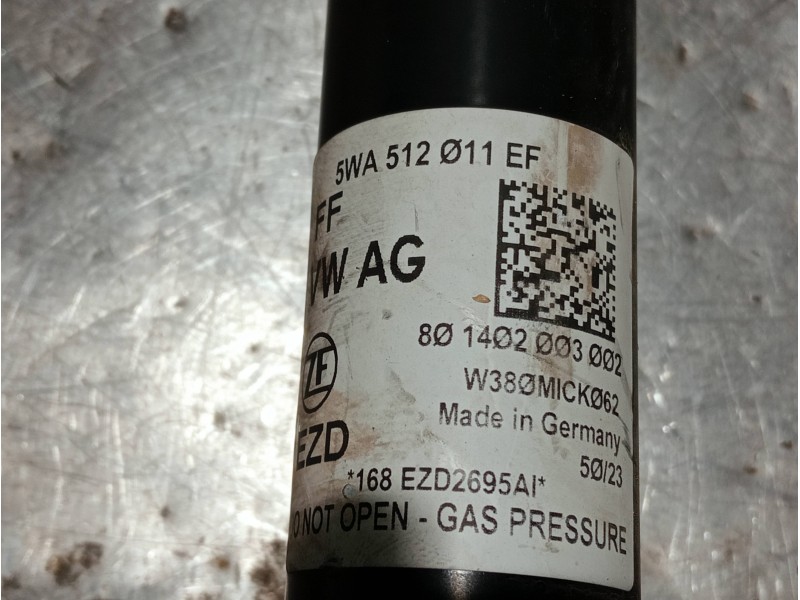 5WA 512 Ø11 EF
FF
VW AG
8Ø 14Ø2 ØØ3 ØØ2
W38ØMICKØ62
ZF
Made in Germany
EZD
5Ø/23
*168 EZD2695AI*
DO NOT OPEN - GAS PRESSURE